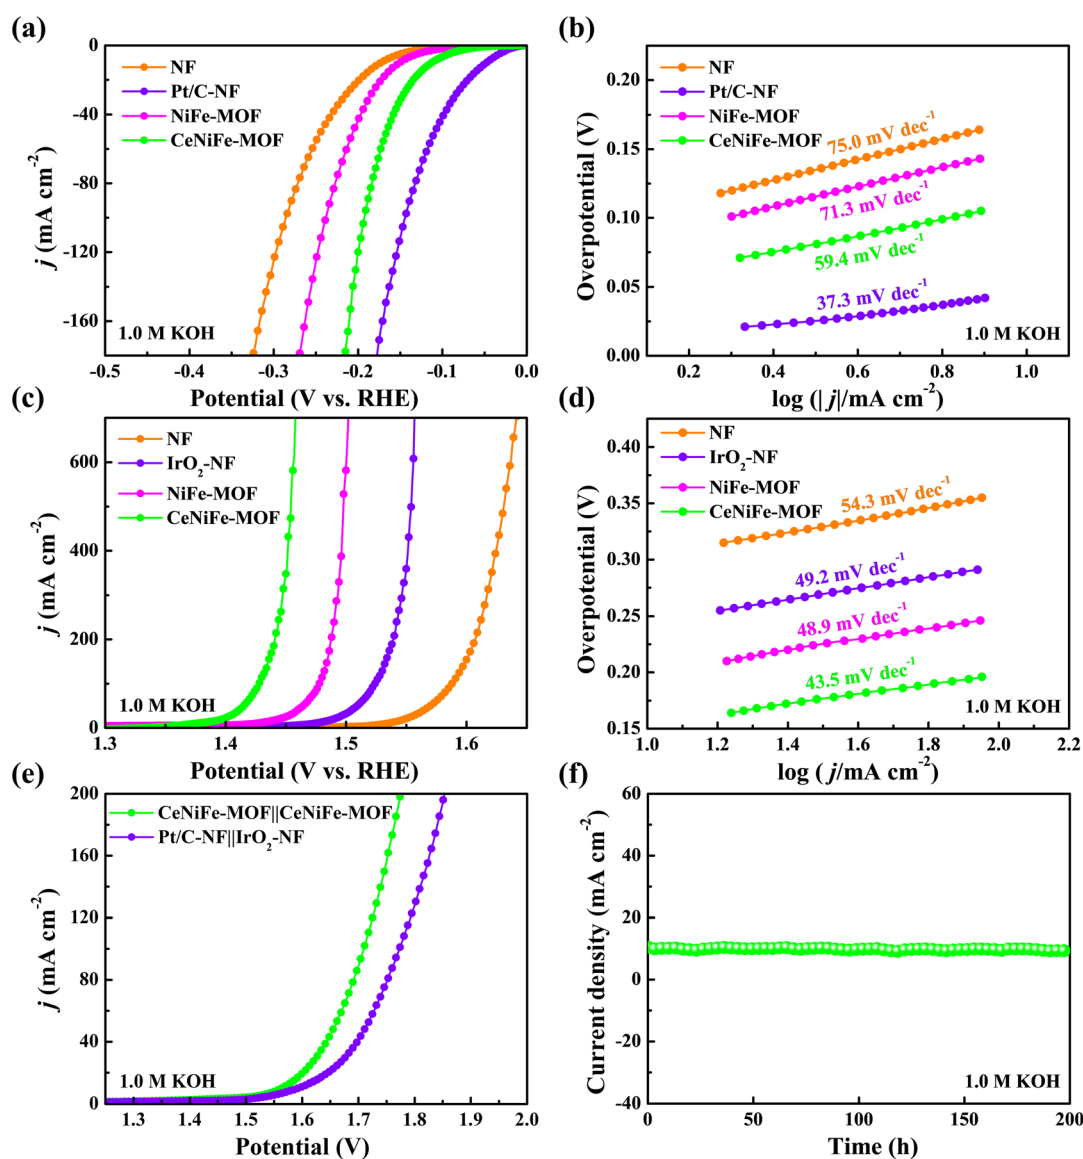 (a)
0
-40
-80
-120
-160
j (mA cm⁻²)
NF
Pt/C-NF
NiFe-MOF
CeNiFe-MOF
1.0 M KOH
-0.5 -0.4 -0.3 -0.2 -0.1 0.0
Potential (V vs. RHE)
(b)
0.20
0.15
0.10
0.05
0.00
Overpotential (V)
NF
Pt/C-NF
NiFe-MOF
CeNiFe-MOF
75.0 mV dec⁻¹
71.3 mV dec⁻¹
59.4 mV dec⁻¹
37.3 mV dec⁻¹
1.0 M KOH
0.2 0.4 0.6 0.8 1.0
log (|j|/mA cm⁻²)
(c)
600
400
200
0
j (mA cm⁻²)
NF
IrO₂-NF
NiFe-MOF
CeNiFe-MOF
1.0 M KOH
1.3 1.4 1.5 1.6
Potential (V vs. RHE)
(d)
0.40
0.35
0.30
0.25
0.20
0.15
Overpotential (V)
NF
IrO₂-NF
NiFe-MOF
CeNiFe-MOF
54.3 mV dec⁻¹
49.2 mV dec⁻¹
48.9 mV dec⁻¹
43.5 mV dec⁻¹
1.0 M KOH
1.0 1.2 1.4 1.6 1.8 2.0 2.2
log (j/mA cm⁻²)
(e)
200
160
120
80
40
0
j (mA cm⁻²)
CeNiFe-MOF||CeNiFe-MOF
Pt/C-NF||IrO₂-NF
1.0 M KOH
1.3 1.4 1.5 1.6 1.7 1.8 1.9 2.0
Potential (V)
(f)
60
40
20
0
-20
-40
Current density (mA cm⁻²)
1.0 M KOH
0 50 100 150 200
Time (h)